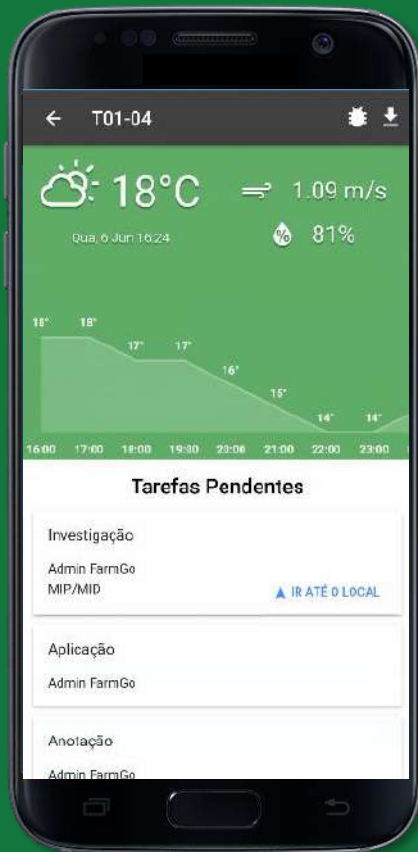 T01-04
18°C
1.09 m/s
Qua, 6 Jun 16:24
%
81%
18° 18° 17° 17° 16° 15° 14° 14°
16:00 17:00 18:00 19:00 20:00 21:00 22:00 23:00
Tarefas Pendentes
Investigação
Admin FarmGo
MIP/MID
IR ATÉ O LOCAL
Aplicação
Admin FarmGo
Anotação
Admin FarmGo